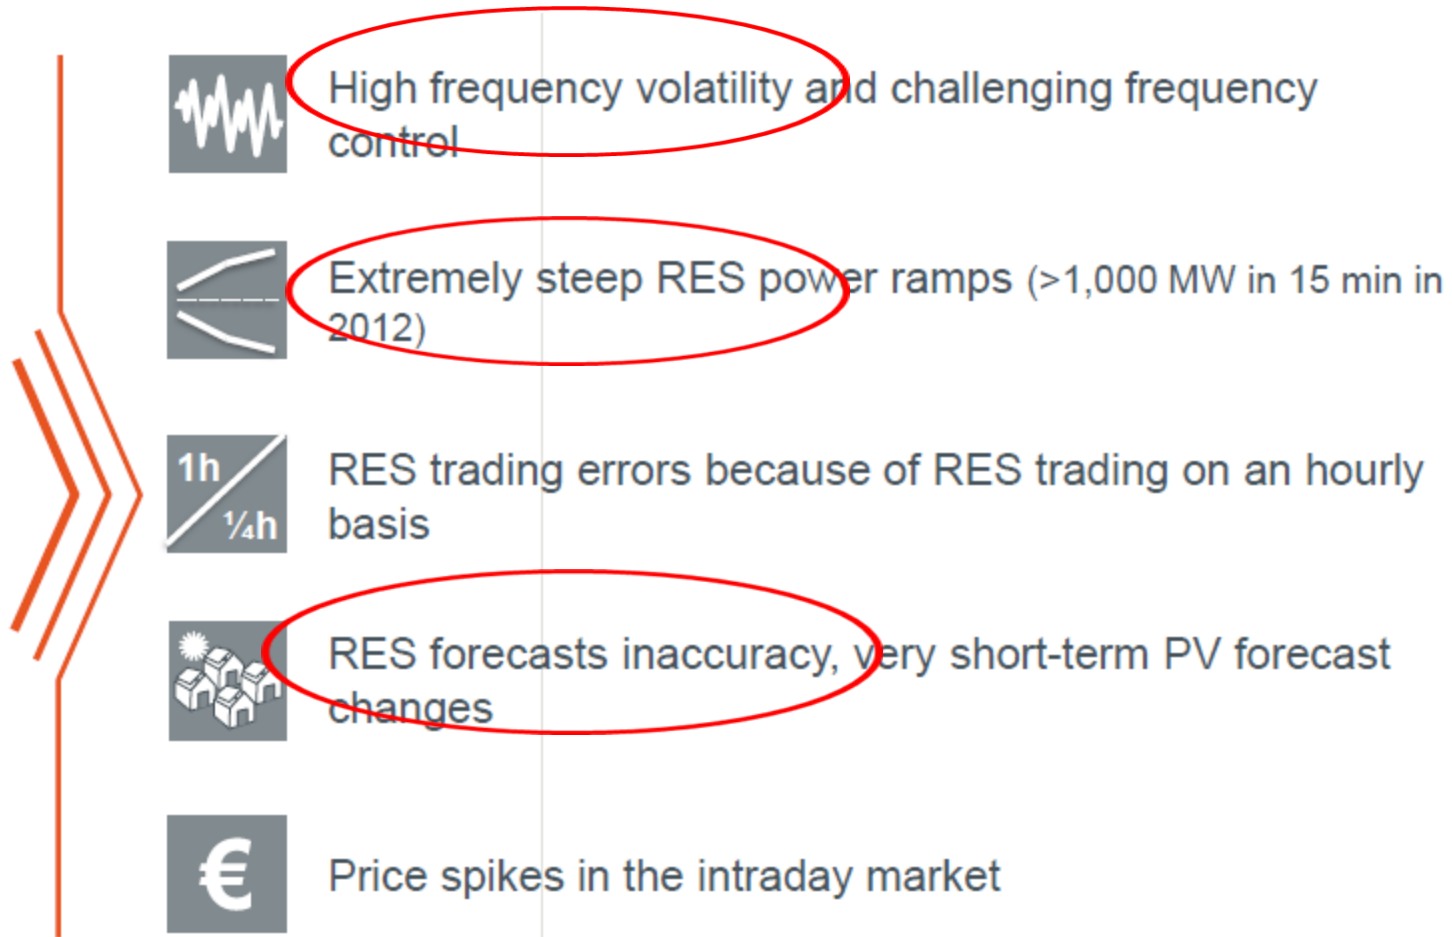 High frequency volatility and challenging frequency
control
Extremely steep RES power ramps (>1,000 MW in 15 min in
2012)
1h
¼h
RES trading errors because of RES trading on an hourly
basis
RES forecasts inaccuracy, very short-term PV forecast
changes
€
Price spikes in the intraday market